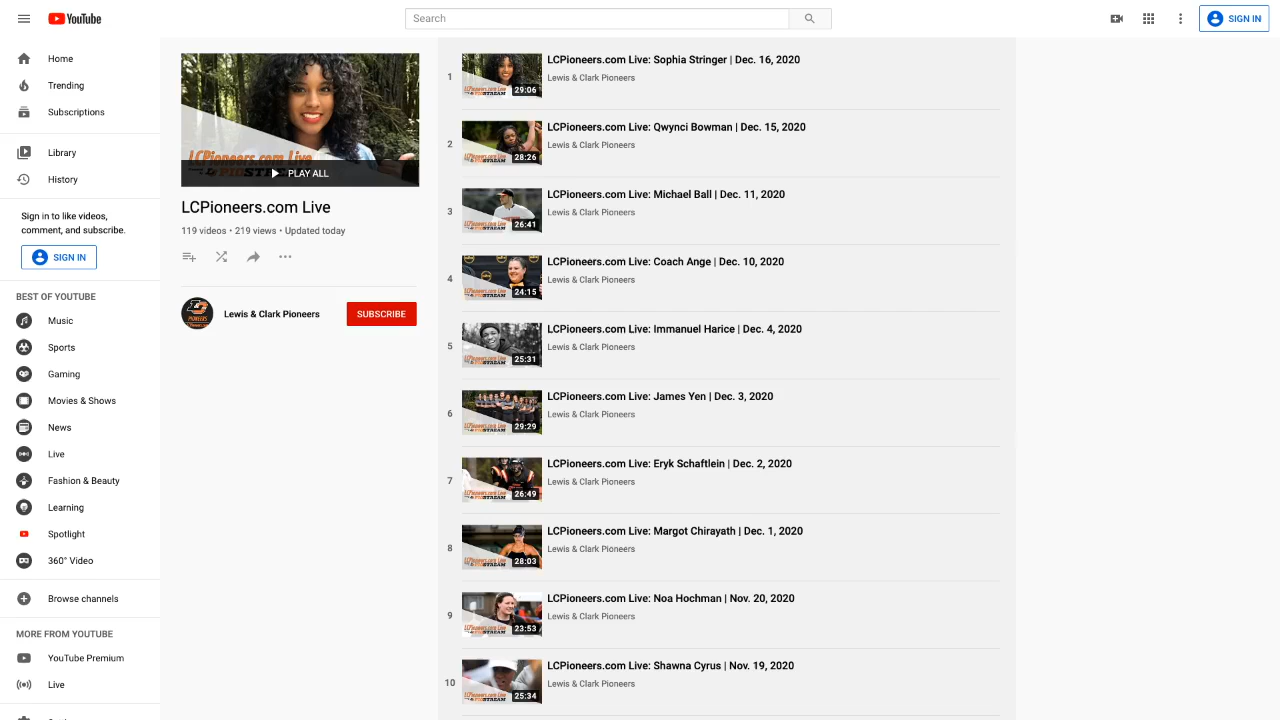 YouTube
Search
SIGN IN
Home
Trending
Subscriptions
Library
History
Sign in to like videos,
comment, and subscribe.
SIGN IN
BEST OF YOUTUBE
Music
Sports
Gaming
Movies & Shows
News
Live
Fashion & Beauty
Learning
Spotlight
360° Video
Browse channels
MORE FROM YOUTUBE
YouTube Premium
Live
LCPioneers.com Live
PLAY ALL
LCPioneers.com Live
119 videos • 219 views • Updated today
Lewis & Clark Pioneers
SUBSCRIBE
1
29:06
LCPioneers.com Live: Sophia Stringer | Dec. 16, 2020
Lewis & Clark Pioneers
2
28:26
LCPioneers.com Live: Qwynci Bowman | Dec. 15, 2020
Lewis & Clark Pioneers
3
26:41
LCPioneers.com Live: Michael Ball | Dec. 11, 2020
Lewis & Clark Pioneers
4
24:15
LCPioneers.com Live: Coach Ange | Dec. 10, 2020
Lewis & Clark Pioneers
5
25:31
LCPioneers.com Live: Immanuel Harice | Dec. 4, 2020
Lewis & Clark Pioneers
6
29:29
LCPioneers.com Live: James Yen | Dec. 3, 2020
Lewis & Clark Pioneers
7
26:49
LCPioneers.com Live: Eryk Schaftlein | Dec. 2, 2020
Lewis & Clark Pioneers
8
28:03
LCPioneers.com Live: Margot Chirayath | Dec. 1, 2020
Lewis & Clark Pioneers
9
23:53
LCPioneers.com Live: Noa Hochman | Nov. 20, 2020
Lewis & Clark Pioneers
10
25:34
LCPioneers.com Live: Shawna Cyrus | Nov. 19, 2020
Lewis & Clark Pioneers